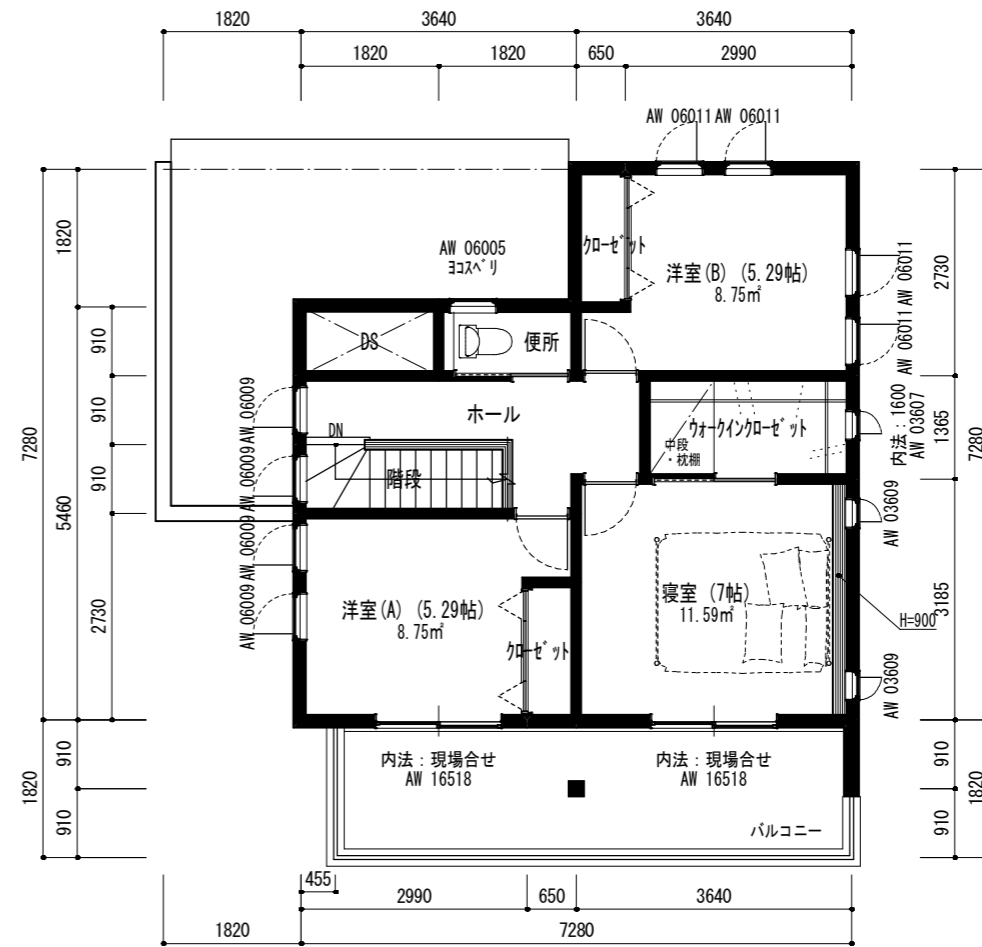 1820
3640
3640
1820
1820
650
2990
AW 06011
AW 06011
AW 06005
ヨコスベリ
クローゼット
洋室(B) (5.29帖)
8.75㎡
AW 06011
AW 06011
2730
1820
910
910
910
2730
7280
5460
DS
便所
ホール
DN
階段
AW 06009
AW 06009
AW 06009
AW 06009
ウォークインクローゼット
中段
・枕棚
内法：1600
AW 03607
1365
7280
AW 03609
3185
H=900
AW 03609
洋室(A) (5.29帖)
8.75㎡
クローゼット
寝室 (7帖)
11.59㎡
内法：現場合せ
AW 16518
内法：現場合せ
AW 16518
バルコニー
910
910
1820
910
910
1820
455
2990
650
3640
1820
7280